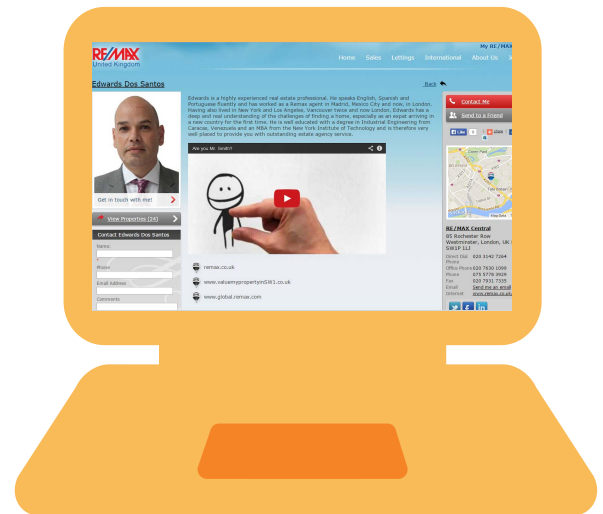 My RE/MAX
RE/MAX
United Kingdom
Home Sales Lettings International About Us
Edwards Dos Santos
Back
Edwards is a highly experienced real estate professional. He speaks English, Spanish and
Portuguese fluently and has worked as a Remax agent in Madrid, Mexico City and now, in London.
Having also lived in New York and Los Angeles, Vancouver twice and now London, Edwards has a
deep and real understanding of the challenges of finding a home, especially as an expat arriving in
a new country for the first time. He is well educated with a degree in Industrial Engineering from
Caracas, Venezuela and an MBA from the New York Institute of Technology and is therefore very
well placed to provide you with outstanding estate agency service.
Get in touch with me!
View Properties (24)
Contact Edwards Dos Santos
Name:
Phone
Email Address
Comments
Are you Mr. Smith?
remax.co.uk
www.valuemypropertyinSW1.co.uk
www.global.remax.com
Contact Me
Send to a Friend
Like
Share
RE/MAX Central
85 Rochester Row
Westminster, London, UK
SW1P 1LJ
Direct Dial 020 3142 7264
Phone
Office Phone 020 7630 1099
Phone 075 5778 3939
Fax 020 7931 7335
Email Send me an email
Internet www.remax.co.uk